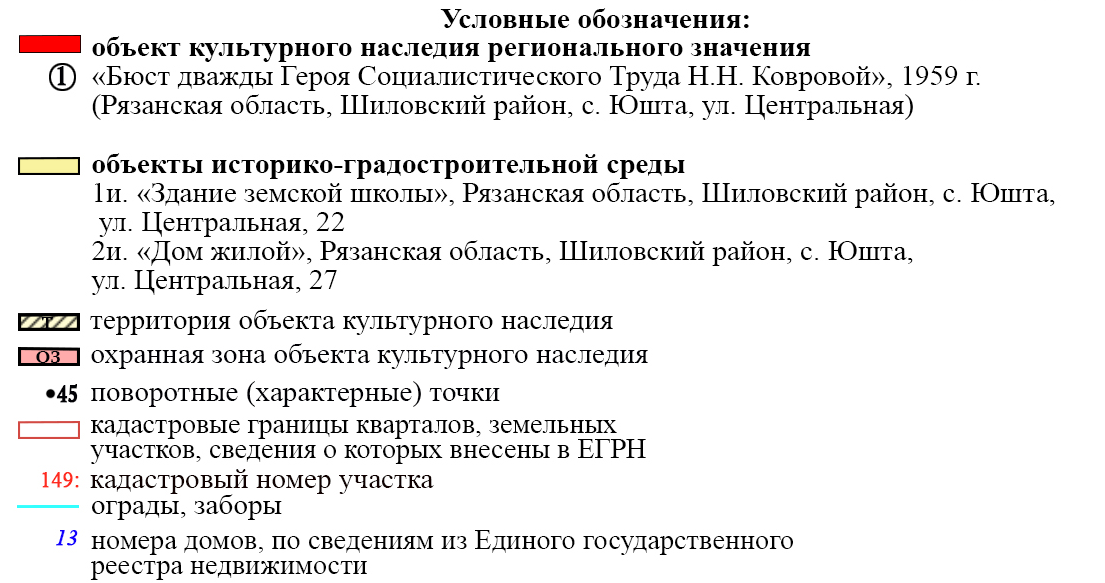 Условные обозначения:
объект культурного наследия регионального значения
① «Бюст дважды Героя Социалистического Труда Н.Н. Ковровой», 1959 г.
(Рязанская область, Шиловский район, с. Юшта, ул. Центральная)
объекты историко-градостроительной среды
1и. «Здание земской школы», Рязанская область, Шиловский район, с. Юшта,
ул. Центральная, 22
2и. «Дом жилой», Рязанская область, Шиловский район, с. Юшта,
ул. Центральная, 27
Т территория объекта культурного наследия
ОЗ охранная зона объекта культурного наследия
•45 поворотные (характерные) точки
кадастровые границы кварталов, земельных
участков, сведения о которых внесены в ЕГРН
149: кадастровый номер участка
ограды, заборы
13 номера домов, по сведениям из Единого государственного
реестра недвижимости